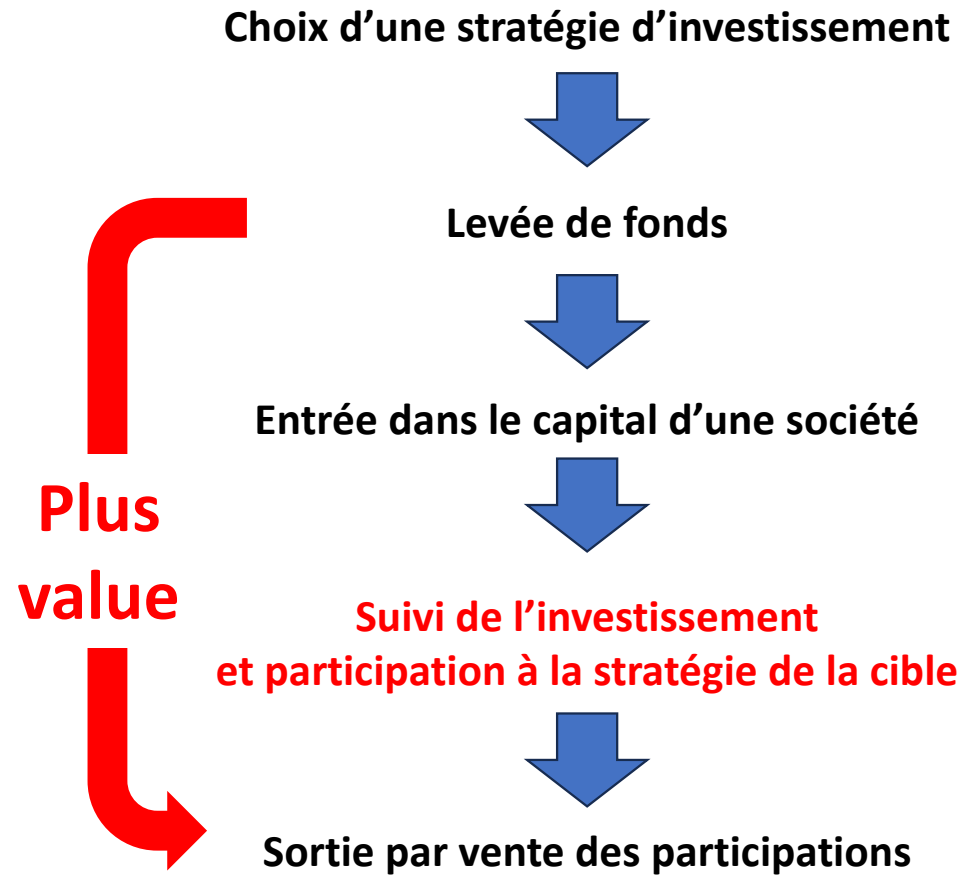 Choix d’une stratégie d’investissement
Levée de fonds
Entrée dans le capital d’une société
Plus
value
Suivi de l’investissement
et participation à la stratégie de la cible
Sortie par vente des participations